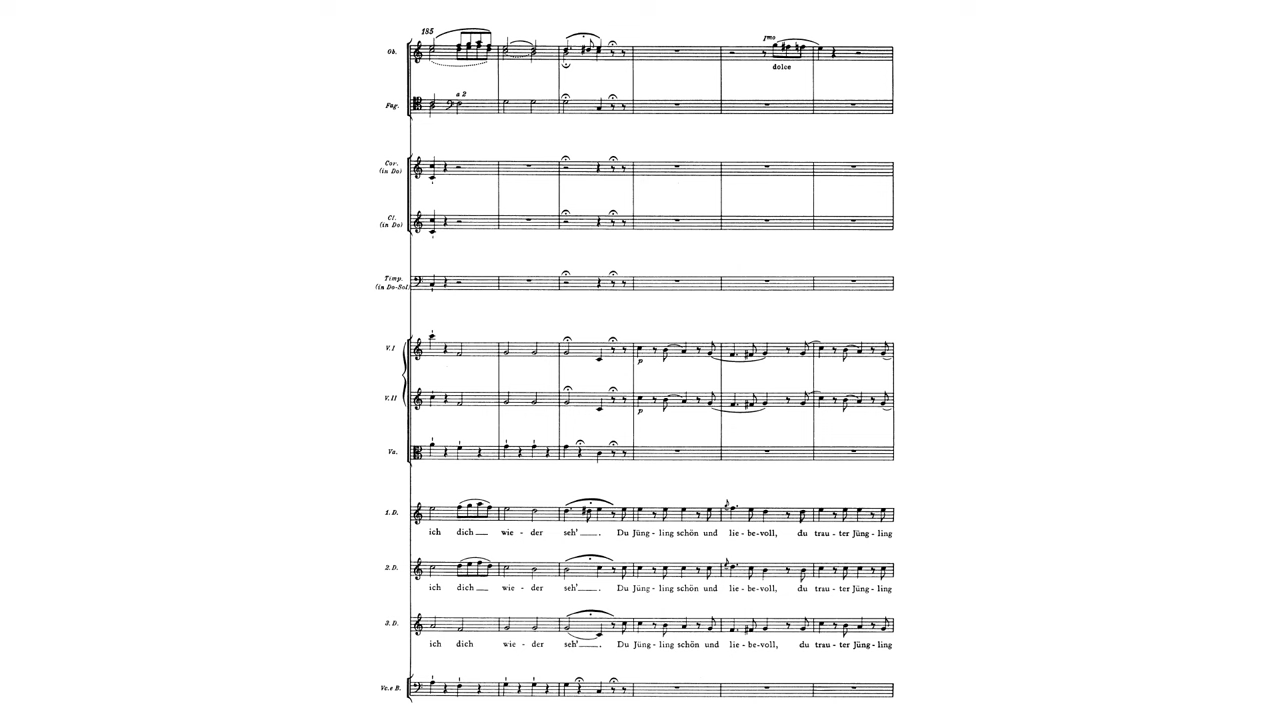 185
Ob.
1mo
dolce
a 2
Fag.
Cor.
(in Do)
Cl.
(in Do)
Timp.
(in Do-Sol)
V. I
p
V. II
p
Va.
1. D.
ich dich wie - der seh' . Du Jüng - ling schön und lie - be - voll, du trau - ter Jüng - ling
2. D.
ich dich wie - der seh' . Du Jüng - ling schön und lie - be - voll, du trau - ter Jüng - ling
3. D.
ich dich wie - der seh' . Du Jüng - ling schön und lie - be - voll, du trau - ter Jüng - ling
Vc. e B.